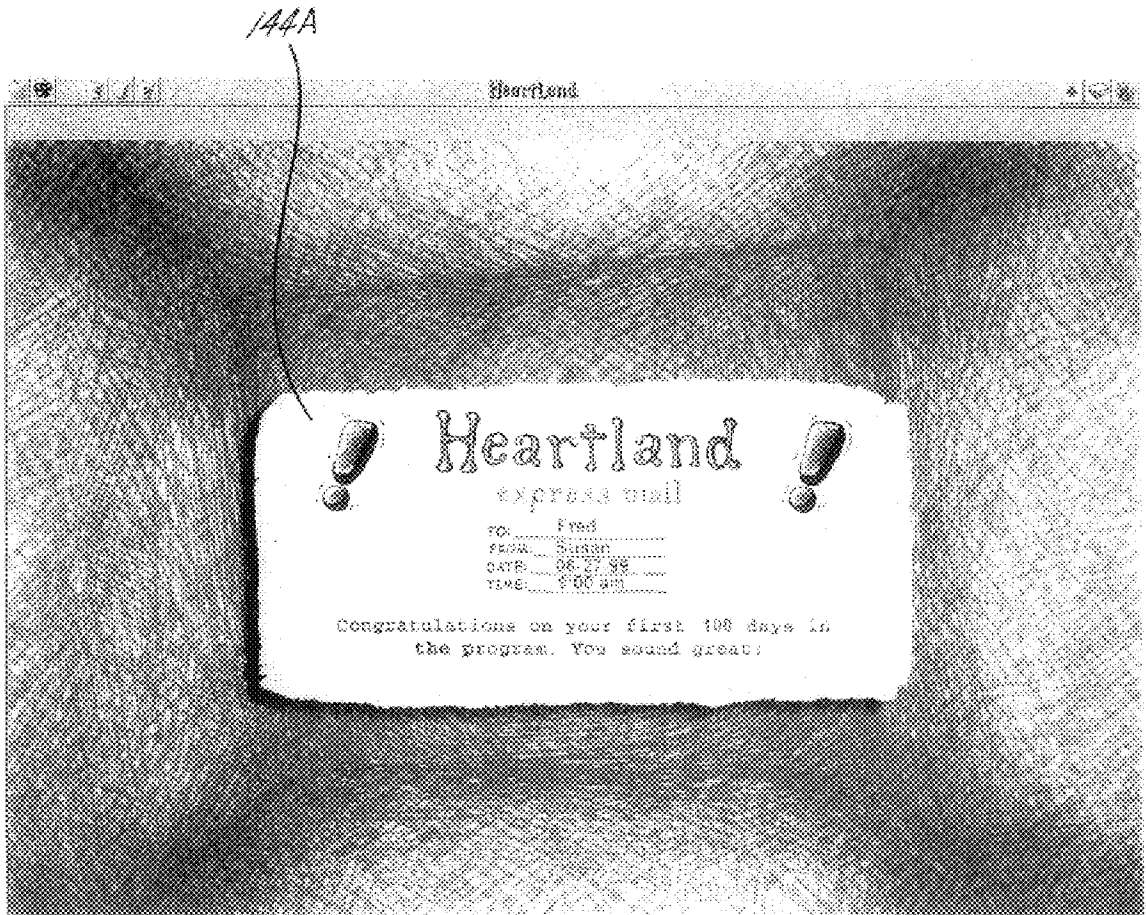 144A
HeartLand
Heartland
express mail
TO: Fred
FROM: Susan
DATE: 06 27 99
TIME: :00 am
Congratulations on your first 100 days in
the program. You sound great!